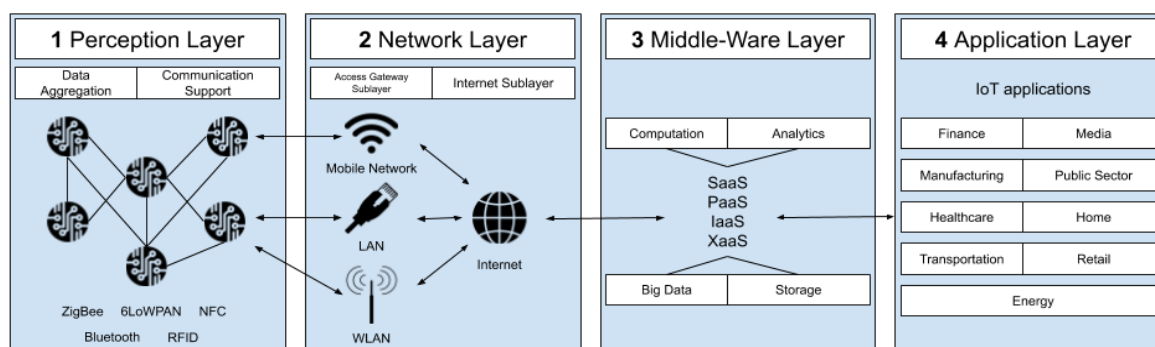 1 Perception Layer
Data
Aggregation
Communication
Support
ZigBee 6LoWPAN NFC
Bluetooth RFID
2 Network Layer
Access Gateway
Sublayer
Internet Sublayer
Mobile Network
LAN
WLAN
Internet
3 Middle-Ware Layer
Computation
Analytics
SaaS
PaaS
IaaS
XaaS
Big Data
Storage
4 Application Layer
IoT applications
Finance
Media
Manufacturing
Public Sector
Healthcare
Home
Transportation
Retail
Energy